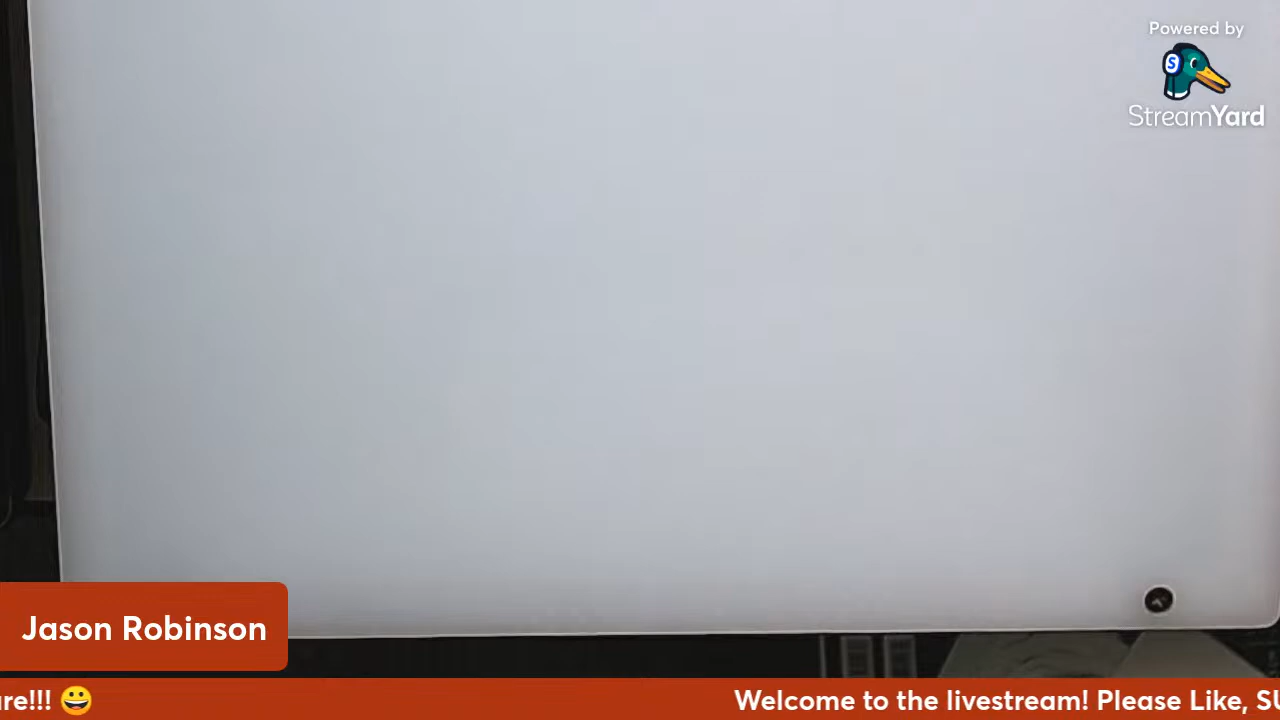 Powered by
S
StreamYard
Jason Robinson
re!!! 😀 Welcome to the livestream! Please Like, SU